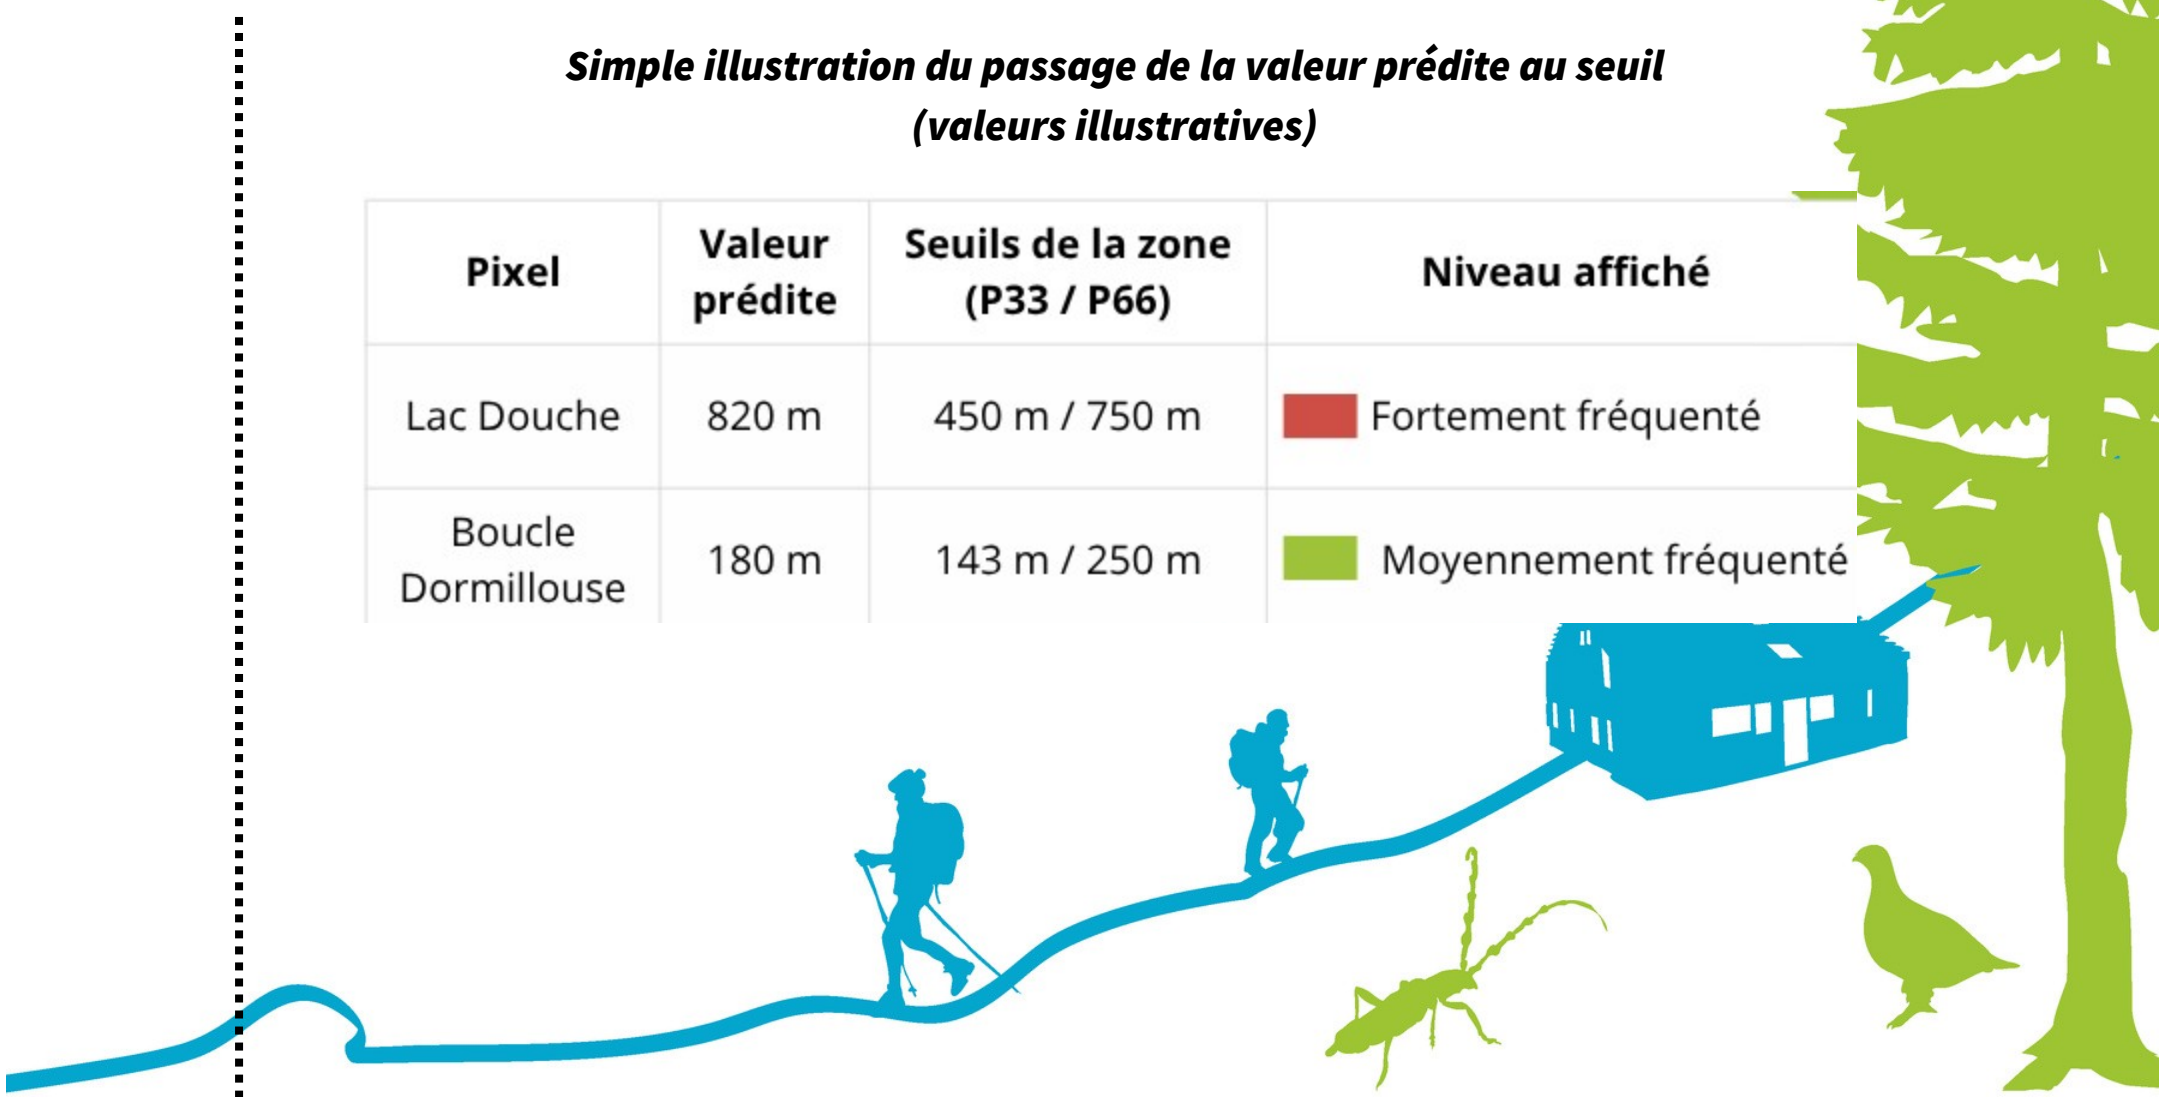 Simple illustration du passage de la valeur prédite au seuil
(valeurs illustratives)
Pixel
Valeur
prédite
Seuils de la zone
(P33 / P66)
Niveau affiché
Lac Douche
820 m
450 m / 750 m
Fortement fréquenté
Boucle
Dormillouse
180 m
143 m / 250 m
Moyennement fréquenté